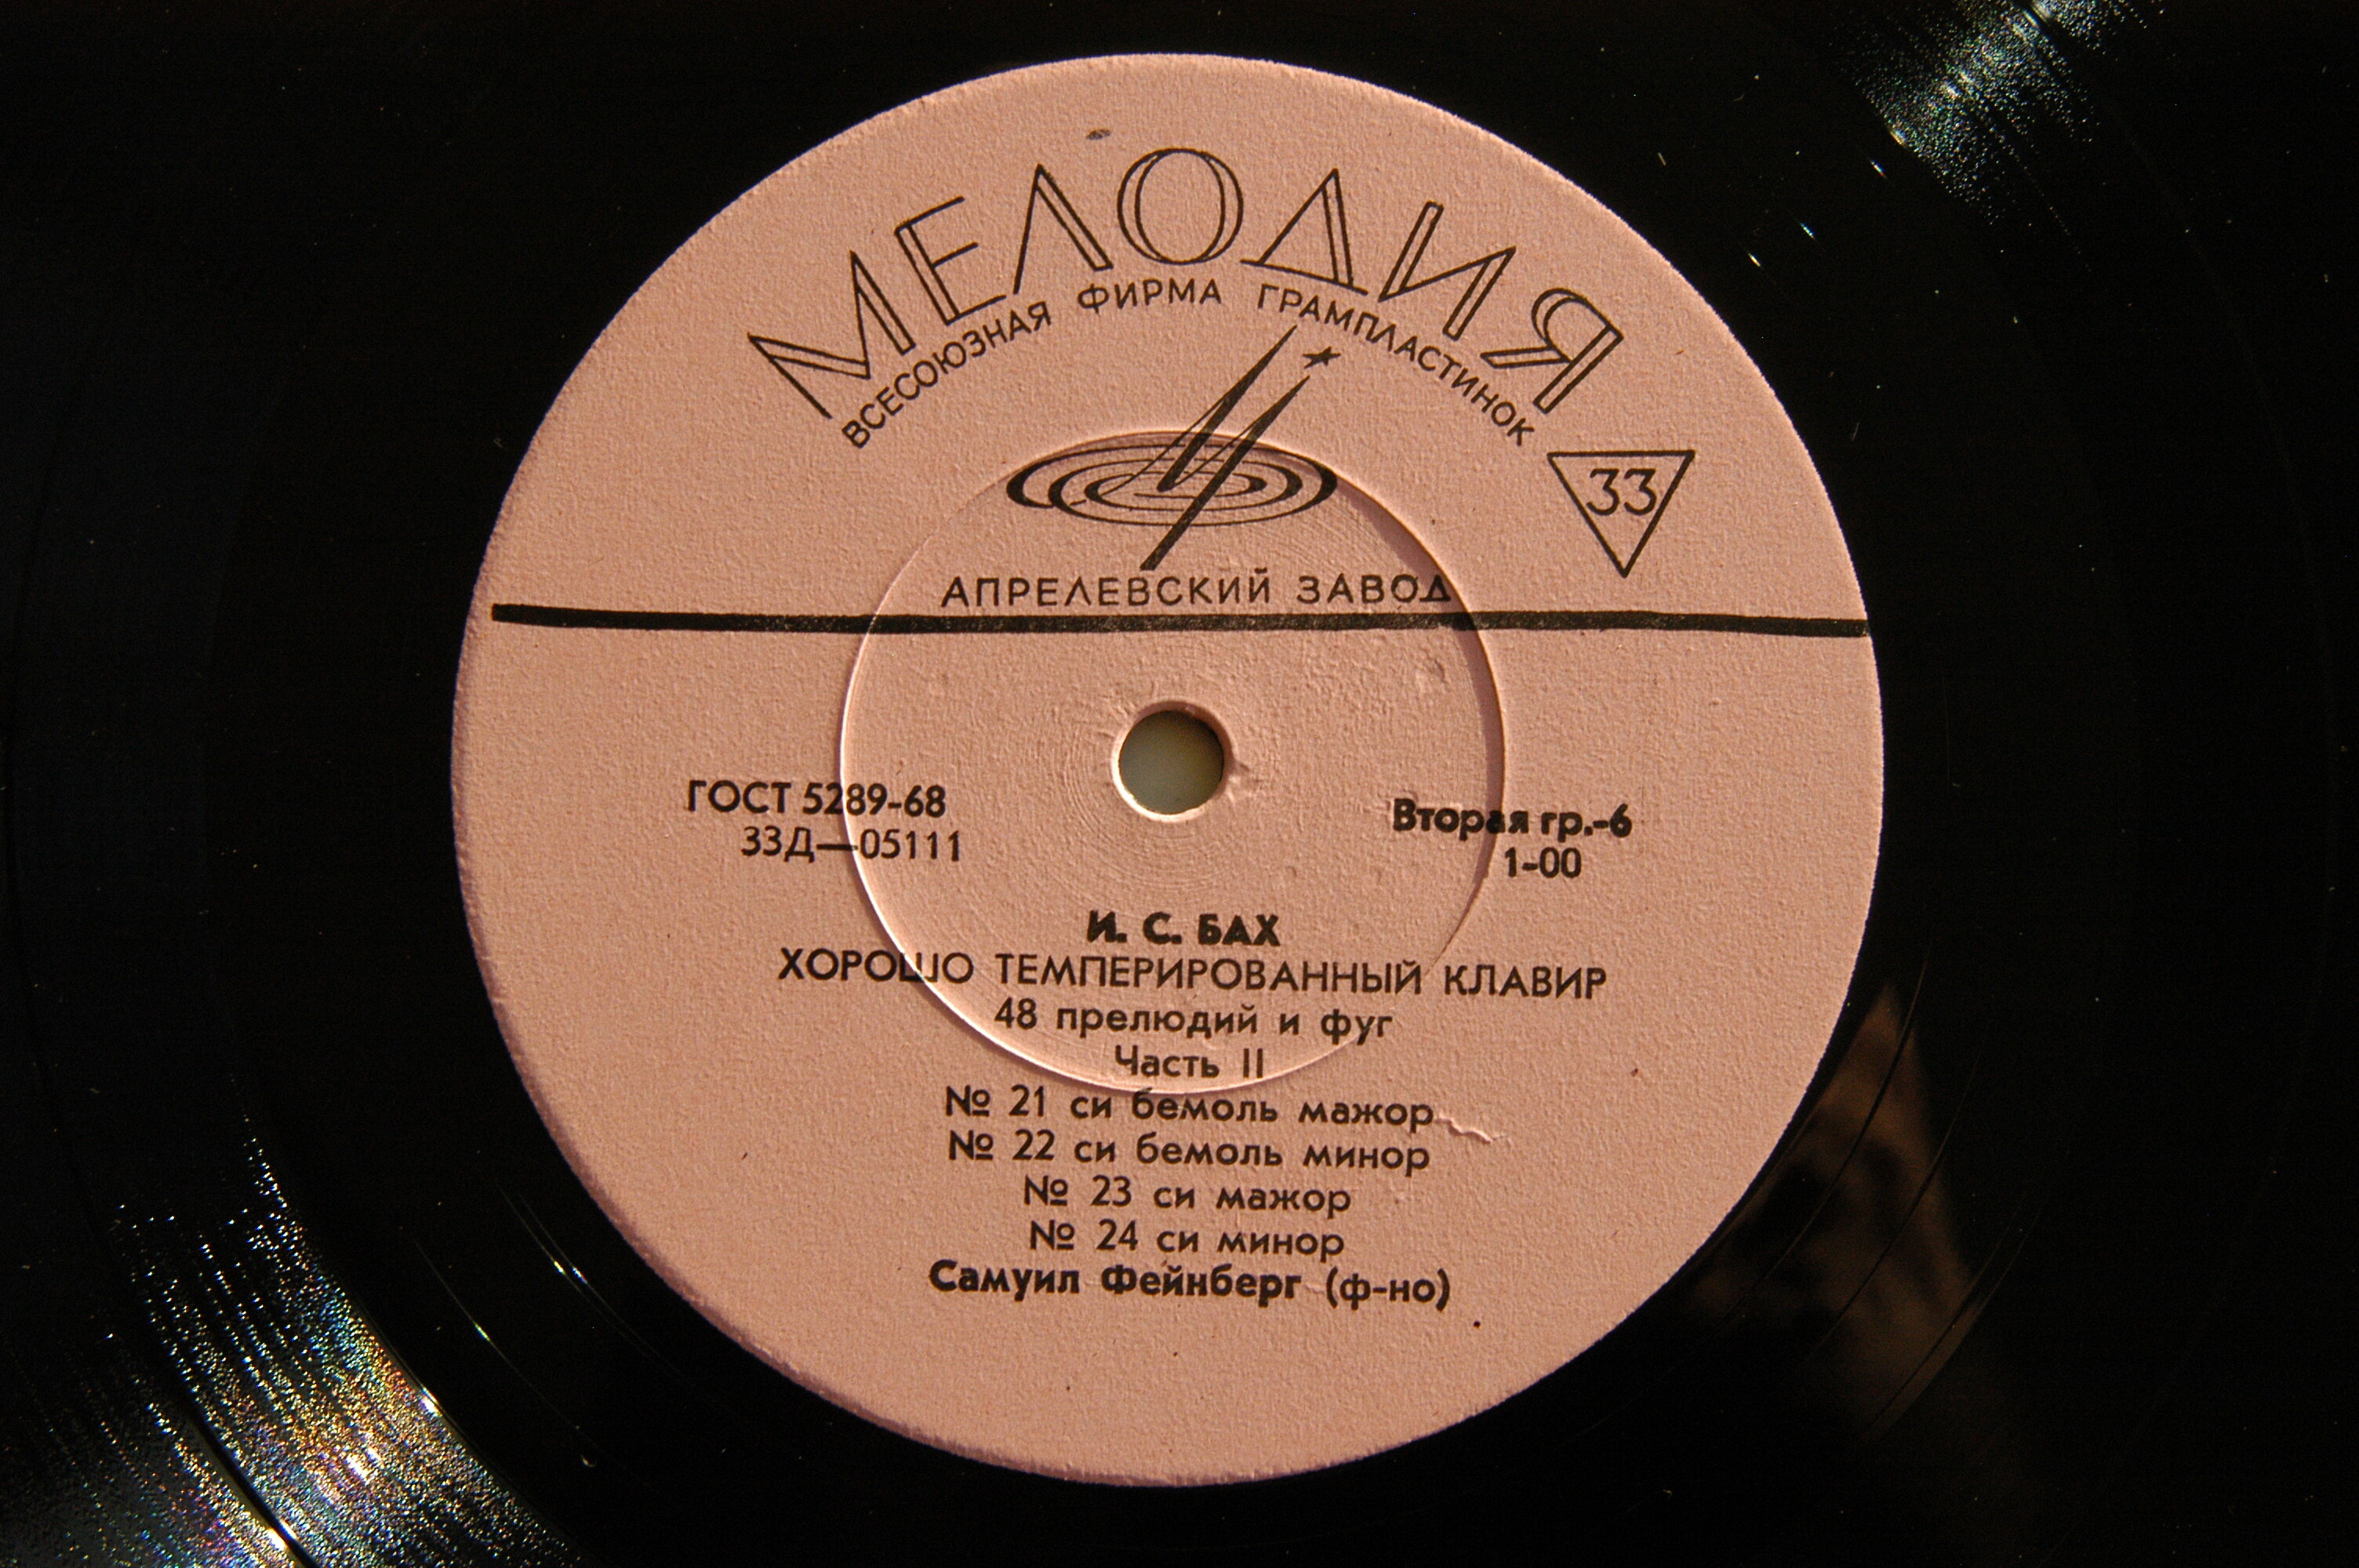 МЕЛОДИЯ
ВСЕСОЮЗНАЯ ФИРМА ГРАМПЛАСТИНОК
33
АПРЕЛЕВСКИЙ ЗАВОД
ГОСТ 5289-68
33Д—05111
Вторая гр.-6
1-00
И. С. БАХ
ХОРОШО ТЕМПЕРИРОВАННЫЙ КЛАВИР
48 прелюдий и фуг
Часть II
№ 21 си бемоль мажор
№ 22 си бемоль минор
№ 23 си мажор
№ 24 си минор
Самуил Фейнберг (ф-но)